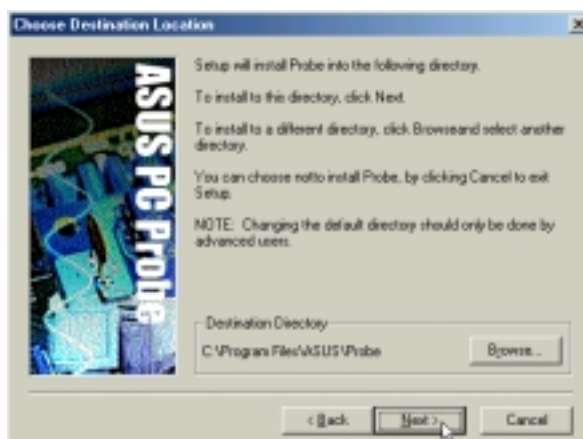 Choose Destination Location
ASUS PC Probe
Setup will install Probe into the following directory.
To install to this directory, click Next.
To install to a different directory, click Browseand select another
directory.
You can choose notto install Probe, by clicking Cancel to exit
Setup.
NOTE: Changing the default directory should only be done by
advanced users.
Destination Directory
C:\Program Files\ASUS\Probe
Browse...
< Back
Next >
Cancel